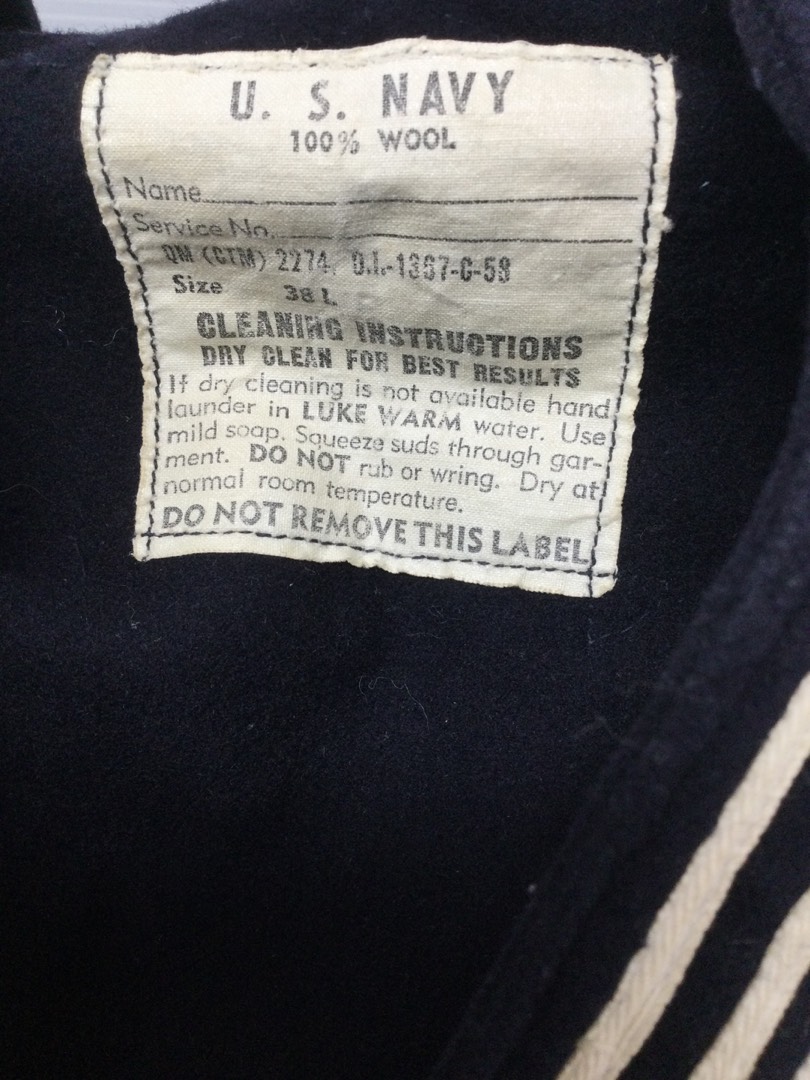 U. S. NAVY
100% WOOL
Name
Service No.
QM (CTM) 2274, O.I.-1367-C-58
Size 38 L
CLEANING INSTRUCTIONS
DRY CLEAN FOR BEST RESULTS
If dry cleaning is not available hand
launder in LUKE WARM water. Use
mild soap. Squeeze suds through gar-
ment. DO NOT rub or wring. Dry at
normal room temperature.
DO NOT REMOVE THIS LABEL